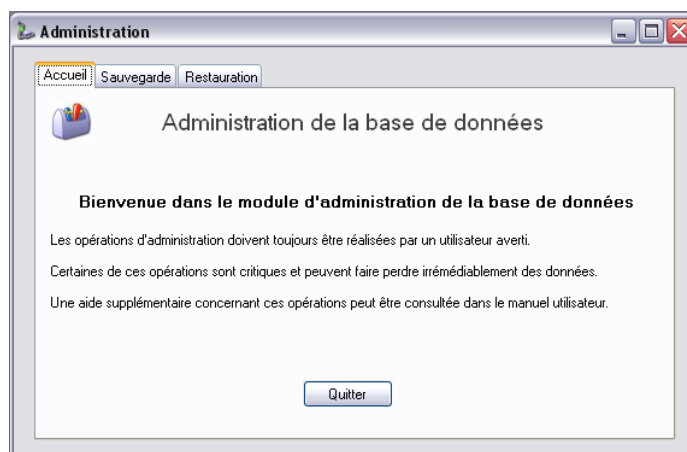 Administration
Accueil Sauvegarde Restauration
Administration de la base de données
Bienvenue dans le module d'administration de la base de données
Les opérations d'administration doivent toujours être réalisées par un utilisateur averti.
Certaines de ces opérations sont critiques et peuvent faire perdre irrémédiablement des données.
Une aide supplémentaire concernant ces opérations peut être consultée dans le manuel utilisateur.
Quitter